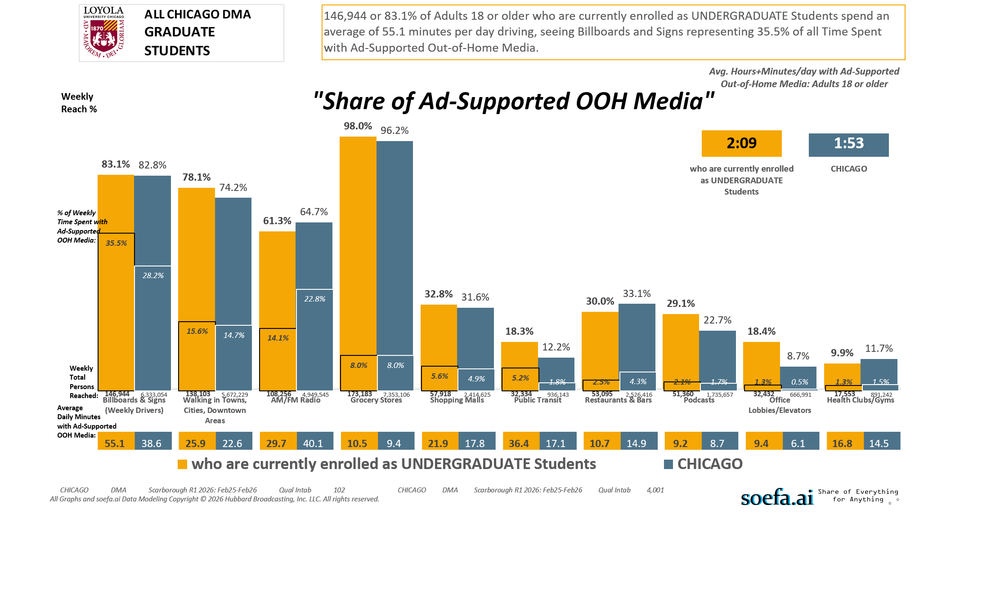 LOYOLA
UNIVERSITY CHICAGO
1870
AD • MAJOREM • DEI • GLORIAM
ALL CHICAGO DMA
GRADUATE
STUDENTS
146,944 or 83.1% of Adults 18 or older who are currently enrolled as UNDERGRADUATE Students spend an
average of 55.1 minutes per day driving, seeing Billboards and Signs representing 35.5% of all Time Spent
with Ad-Supported Out-of-Home Media.
Avg. Hours+Minutes/day with Ad-Supported
Out-of-Home Media: Adults 18 or older
Weekly
Reach %
"Share of Ad-Supported OOH Media"
2:09 1:53
who are currently enrolled
as UNDERGRADUATE
Students
CHICAGO
83.1% 82.8% 78.1% 74.2% 61.3% 64.7% 98.0% 96.2% 32.8% 31.6% 18.3% 12.2% 30.0% 33.1% 29.1% 22.7% 18.4% 8.7% 9.9% 11.7%
% of Weekly
Time Spent with
Ad-Supported
OOH Media:
35.5% 28.2% 15.6% 14.7% 14.1% 22.8% 8.0% 8.0% 5.6% 4.9% 5.2% 1.8% 2.5% 4.3% 2.1% 1.7% 1.3% 0.5% 1.3% 1.5%
Weekly
Total
Persons
Reached:
146,944 6,333,054 138,103 5,672,229 108,256 4,949,545 173,183 7,353,106 57,918 2,414,625 32,334 936,143 53,095 2,526,416 51,360 1,735,657 32,432 666,991 17,553 891,242
Billboards & Signs
(Weekly Drivers)
Walking in Towns,
Cities, Downtown
Areas
AM/FM Radio
Grocery Stores
Shopping Malls
Public Transit
Restaurants & Bars
Podcasts
Office
Lobbies/Elevators
Health Clubs/Gyms
Average
Daily Minutes
with Ad-Supported
OOH Media:
55.1 38.6 25.9 22.6 29.7 40.1 10.5 9.4 21.9 17.8 36.4 17.1 10.7 14.9 9.2 8.7 9.4 6.1 16.8 14.5
who are currently enrolled as UNDERGRADUATE Students CHICAGO
CHICAGO DMA Scarborough R1 2026: Feb25-Feb26 Qual Intab 102 CHICAGO DMA Scarborough R1 2026: Feb25-Feb26 Qual Intab 4,001
All Graphs and soefa.ai Data Modeling Copyright © 2026 Hubbard Broadcasting, Inc. LLC. All rights reserved.
soefa.ai
Share of Everything
for Anything © ©